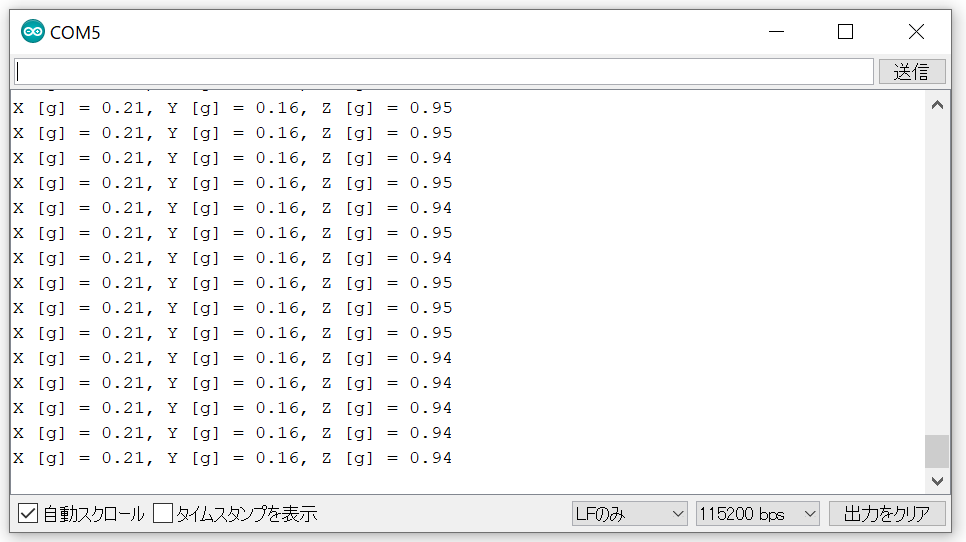 COM5
送信
X [g] = 0.21, Y [g] = 0.16, Z [g] = 0.95
X [g] = 0.21, Y [g] = 0.16, Z [g] = 0.95
X [g] = 0.21, Y [g] = 0.16, Z [g] = 0.94
X [g] = 0.21, Y [g] = 0.16, Z [g] = 0.95
X [g] = 0.21, Y [g] = 0.16, Z [g] = 0.94
X [g] = 0.21, Y [g] = 0.16, Z [g] = 0.95
X [g] = 0.21, Y [g] = 0.16, Z [g] = 0.94
X [g] = 0.21, Y [g] = 0.16, Z [g] = 0.95
X [g] = 0.21, Y [g] = 0.16, Z [g] = 0.95
X [g] = 0.21, Y [g] = 0.16, Z [g] = 0.95
X [g] = 0.21, Y [g] = 0.16, Z [g] = 0.94
X [g] = 0.21, Y [g] = 0.16, Z [g] = 0.94
X [g] = 0.21, Y [g] = 0.16, Z [g] = 0.94
X [g] = 0.21, Y [g] = 0.16, Z [g] = 0.94
X [g] = 0.21, Y [g] = 0.16, Z [g] = 0.94
自動スクロール タイムスタンプを表示 LFのみ 115200 bps 出力をクリア